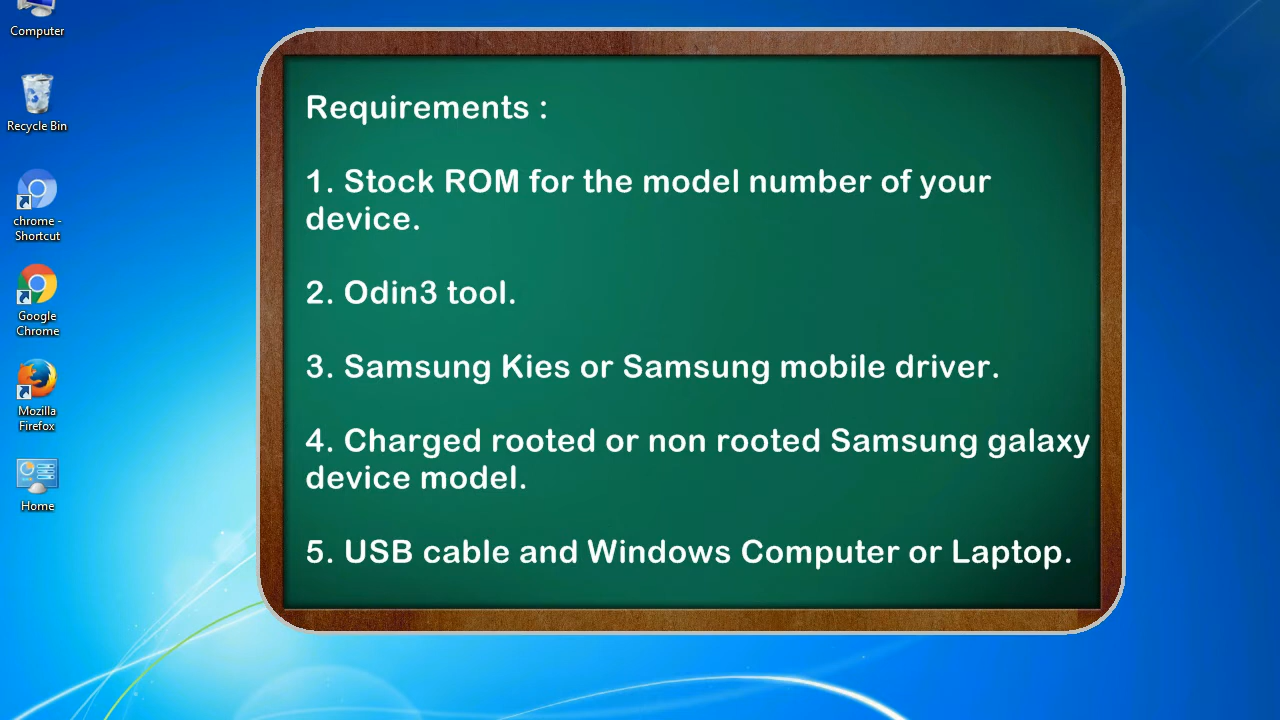 Computer
Recycle Bin
chrome -
Shortcut
Google
Chrome
Mozilla
Firefox
Home
Requirements :
1. Stock ROM for the model number of your
device.
2. Odin3 tool.
3. Samsung Kies or Samsung mobile driver.
4. Charged rooted or non rooted Samsung galaxy
device model.
5. USB cable and Windows Computer or Laptop.